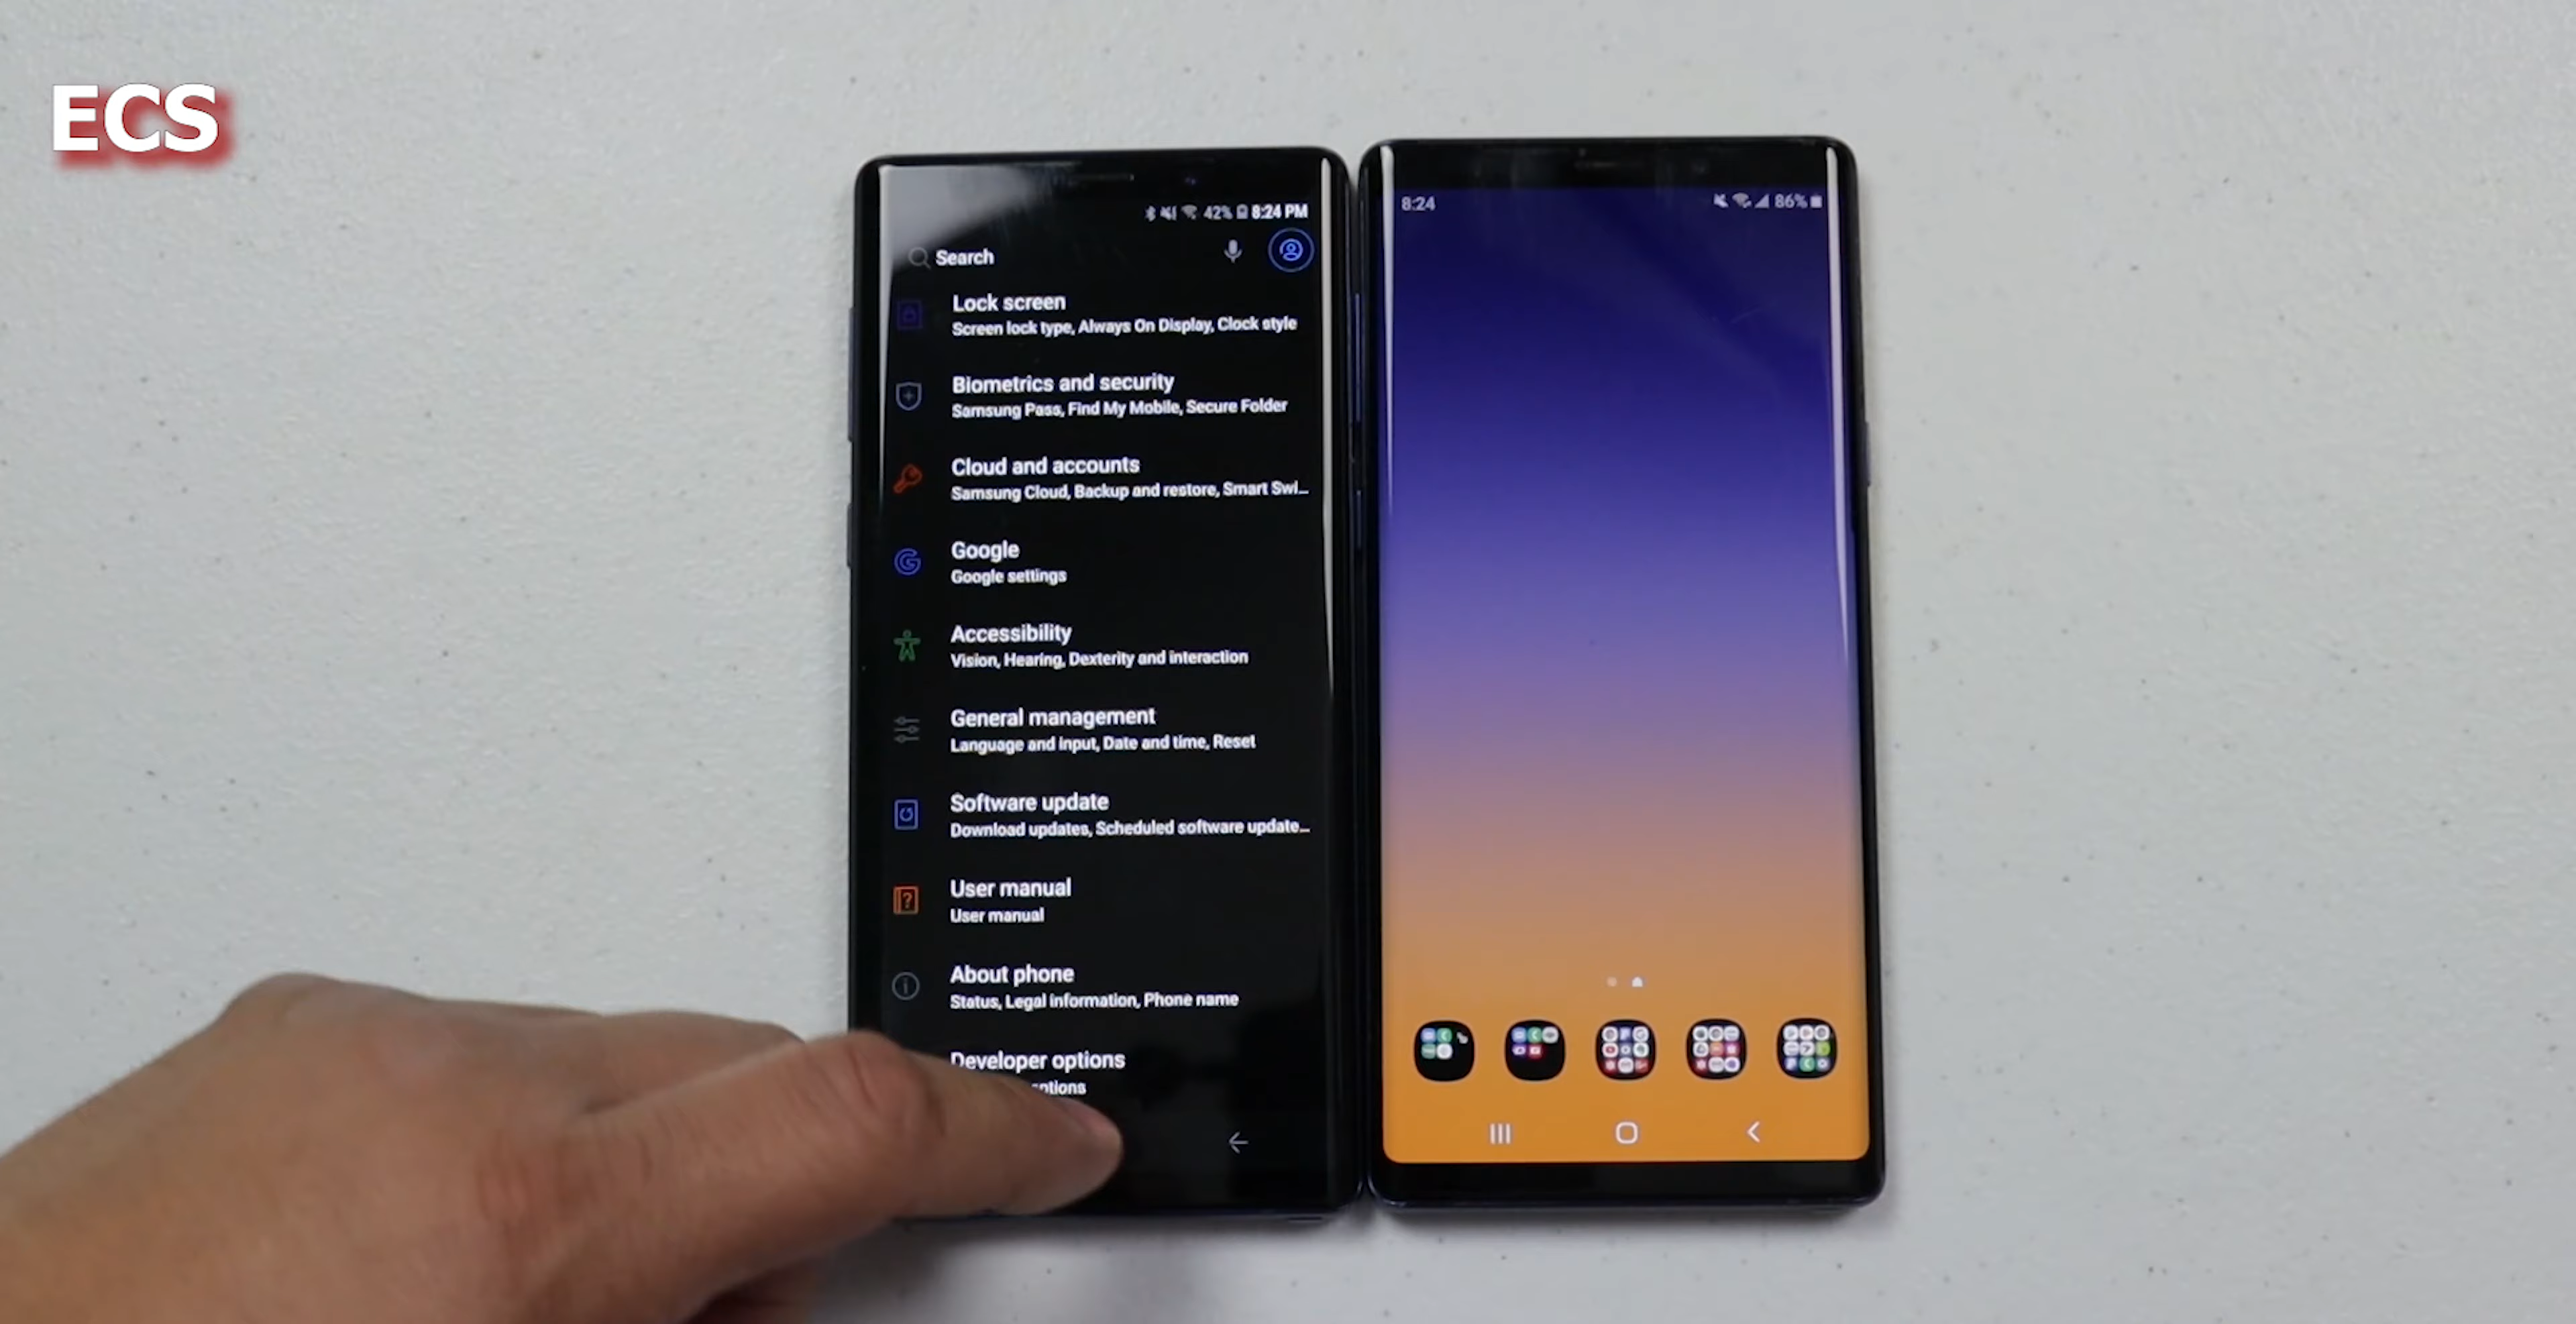 ECS
42% 8:24 PM
Search
Lock screen
Screen lock type, Always On Display, Clock style
Biometrics and security
Samsung Pass, Find My Mobile, Secure Folder
Cloud and accounts
Samsung Cloud, Backup and restore, Smart Swi...
Google
Google settings
Accessibility
Vision, Hearing, Dexterity and interaction
General management
Language and input, Date and time, Reset
Software update
Download updates, Scheduled software update...
User manual
User manual
About phone
Status, Legal information, Phone name
Developer options
8:24 86%